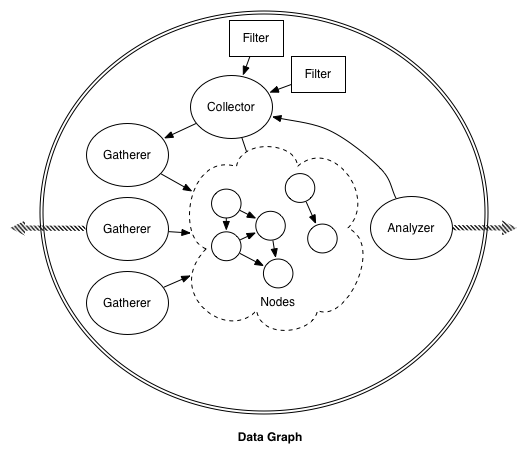 Filter
Filter
Collector
Gatherer
Gatherer
Analyzer
Gatherer
Nodes
Data Graph